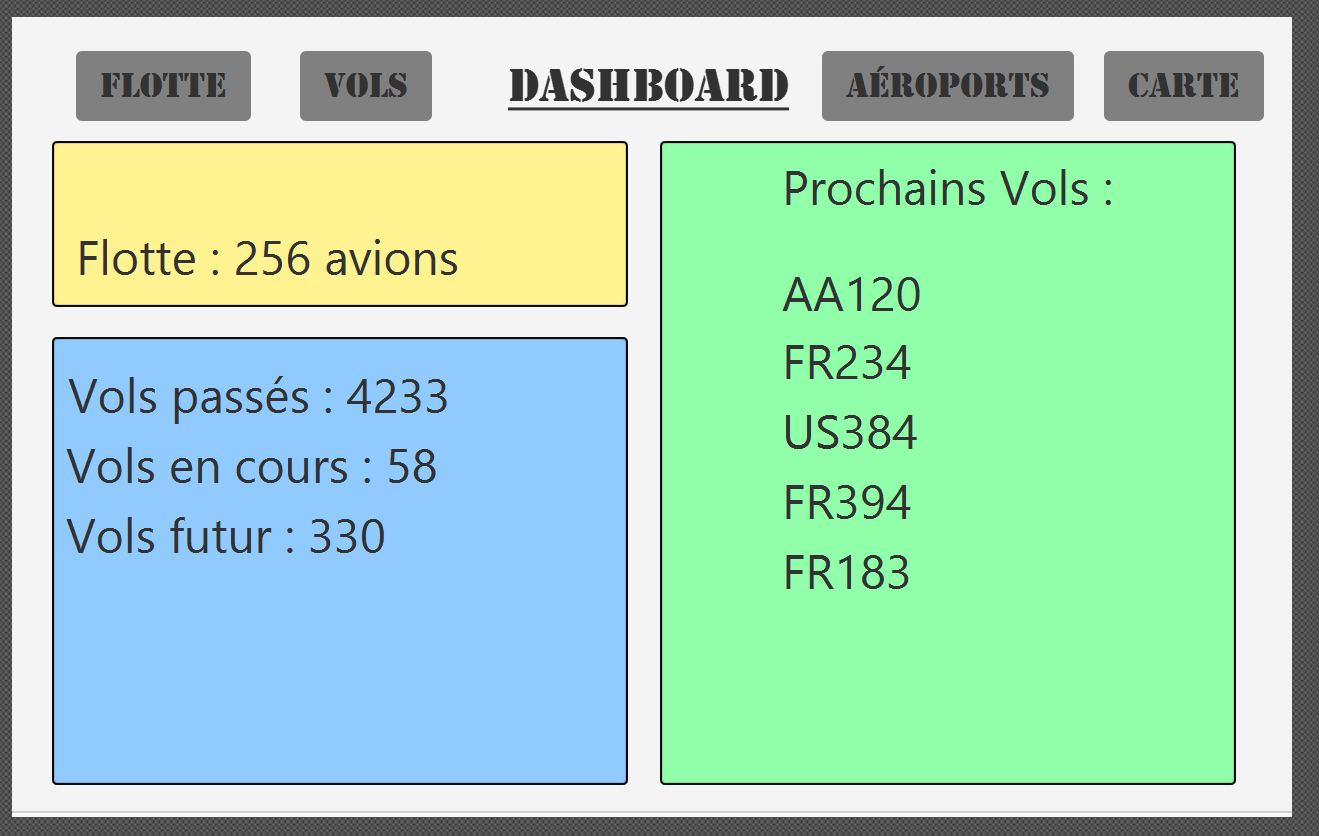 FLOTTE
VOLS
DASHBOARD
AÉROPORTS
CARTE
Flotte : 256 avions
Vols passés : 4233
Vols en cours : 58
Vols futur : 330
Prochains Vols :
AA120
FR234
US384
FR394
FR183